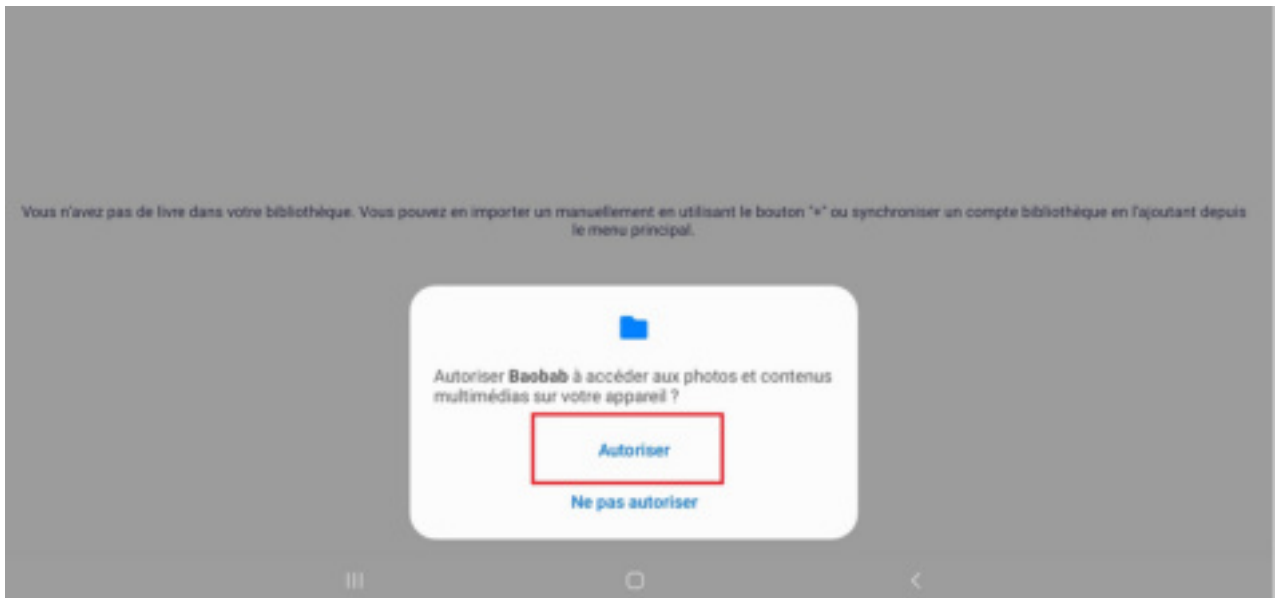 Vous n'avez pas de livre dans votre bibliothèque. Vous pouvez en importer un manuellement en utilisant le bouton "+" ou synchroniser un compte bibliothèque en l'ajoutant depuis
le menu principal.
Autoriser Baobab à accéder aux photos et contenus
multimédias sur votre appareil ?
Autoriser
Ne pas autoriser